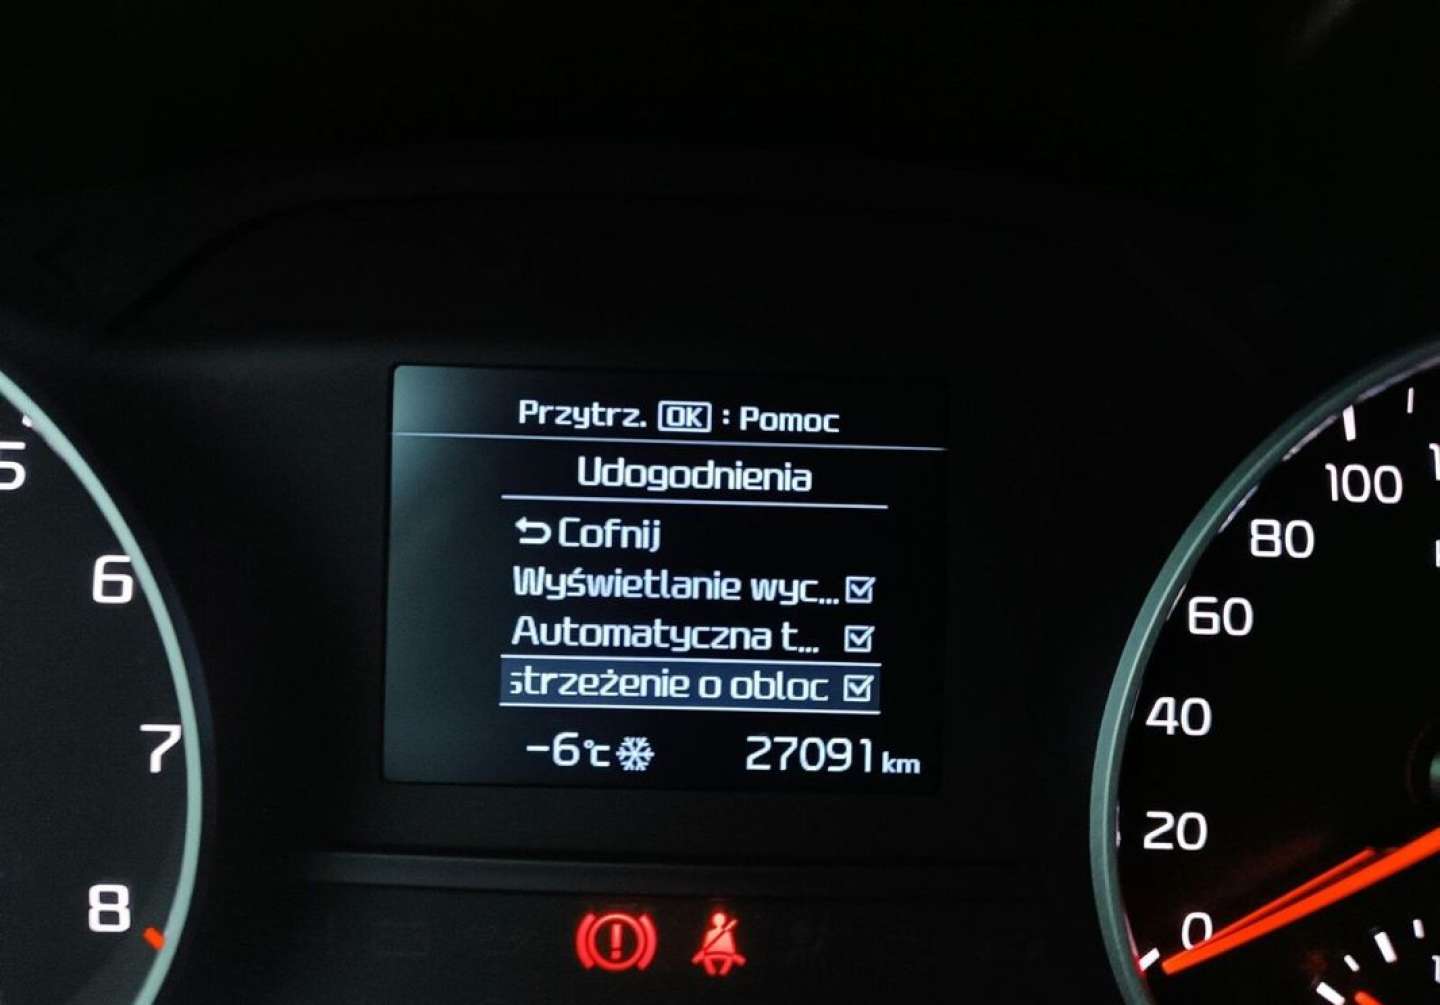 Przytrz. OK : Pomoc
Udogodnienia
Cofnij
Wyświetlanie wyc...
Automatyczna t...
strzeżenie o obloc
-6°C 27091 km
5
6
7
8
100
80
60
40
20
0